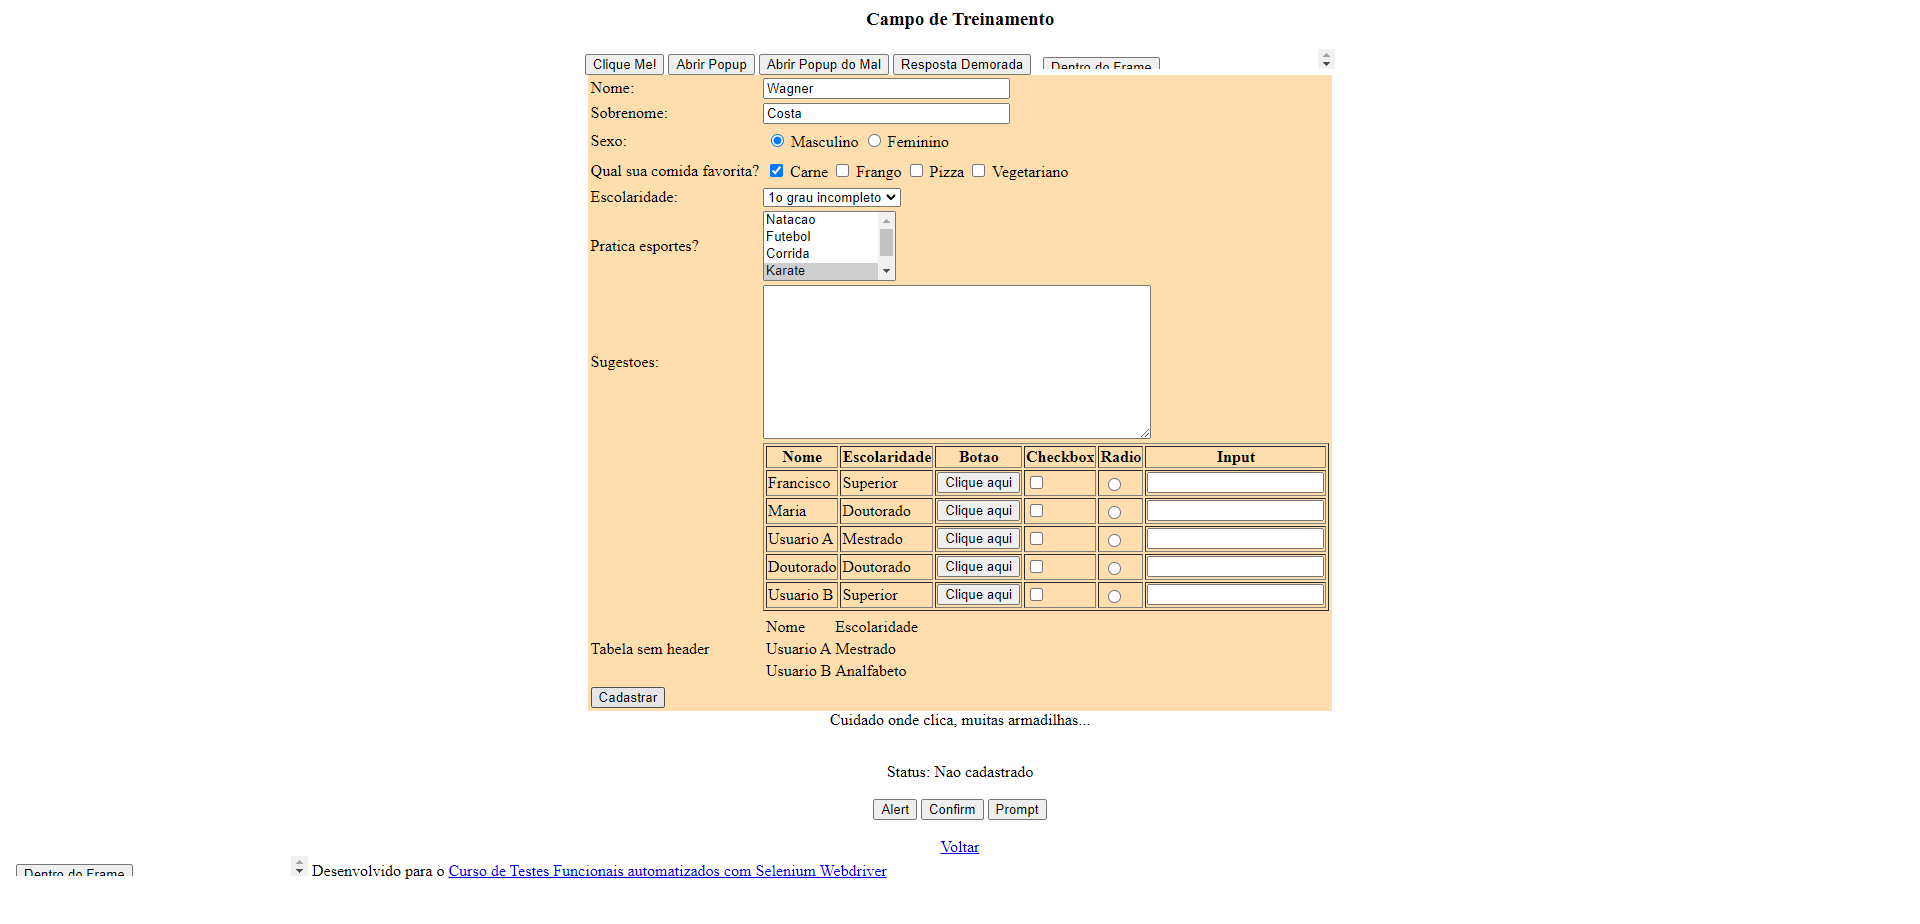 Campo de Treinamento
Clique Me! Abrir Popup Abrir Popup do Mal Resposta Demorada Dentro do Frame
Nome: Wagner
Sobrenome: Costa
Sexo: Masculino Feminino
Qual sua comida favorita? Carne Frango Pizza Vegetariano
Escolaridade: 1o grau incompleto
Natacao
Futebol
Pratica esportes?
Corrida
Karate
Sugestoes:
Nome Escolaridade Botao Checkbox Radio Input
Francisco Superior Clique aqui
Maria Doutorado Clique aqui
Usuario A Mestrado Clique aqui
Doutorado Doutorado Clique aqui
Usuario B Superior Clique aqui
Nome Escolaridade
Tabela sem header Usuario A Mestrado
Usuario B Analfabeto
Cadastrar
Cuidado onde clica, muitas armadilhas...
Status: Nao cadastrado
Alert Confirm Prompt
Voltar
Dentro do Frame Desenvolvido para o Curso de Testes Funcionais automatizados com Selenium Webdriver